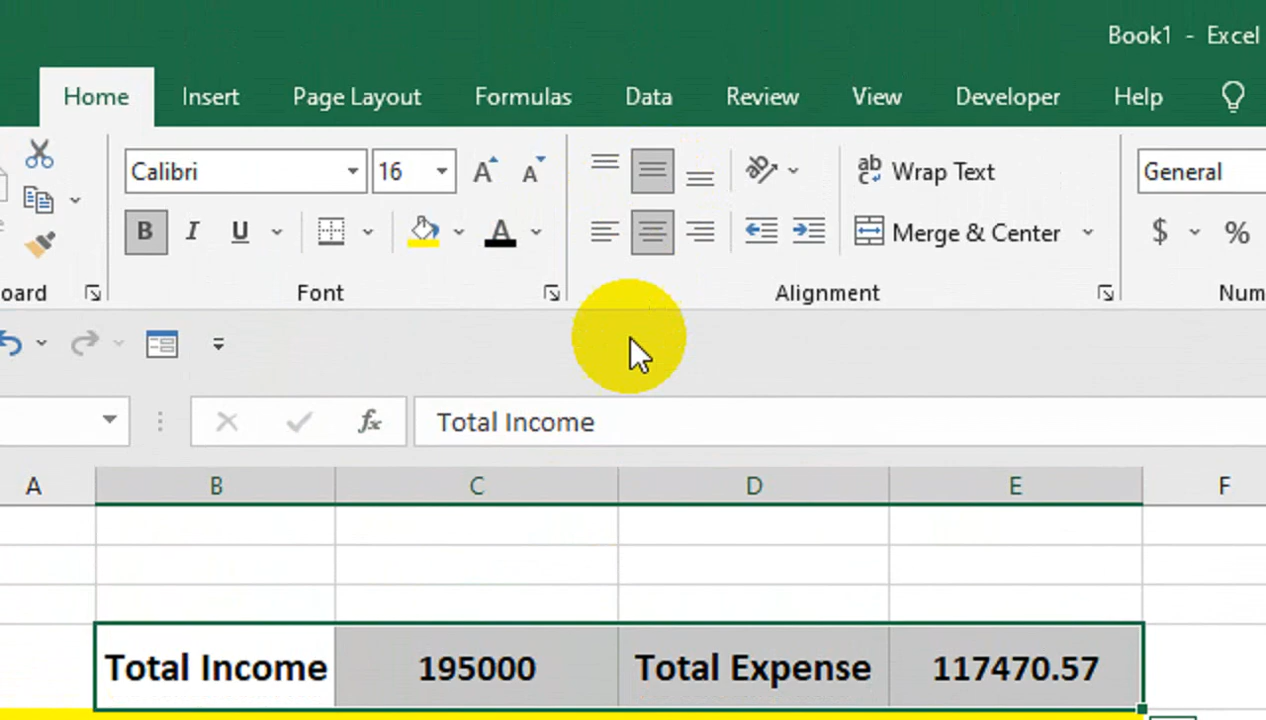 Book1 - Excel
Home Insert Page Layout Formulas Data Review View Developer Help
Calibri 16 A A ab Wrap Text General
B I U A Merge & Center $ %
oard Font Alignment Num
fx Total Income
A B C D E F
Total Income 195000 Total Expense 117470.57